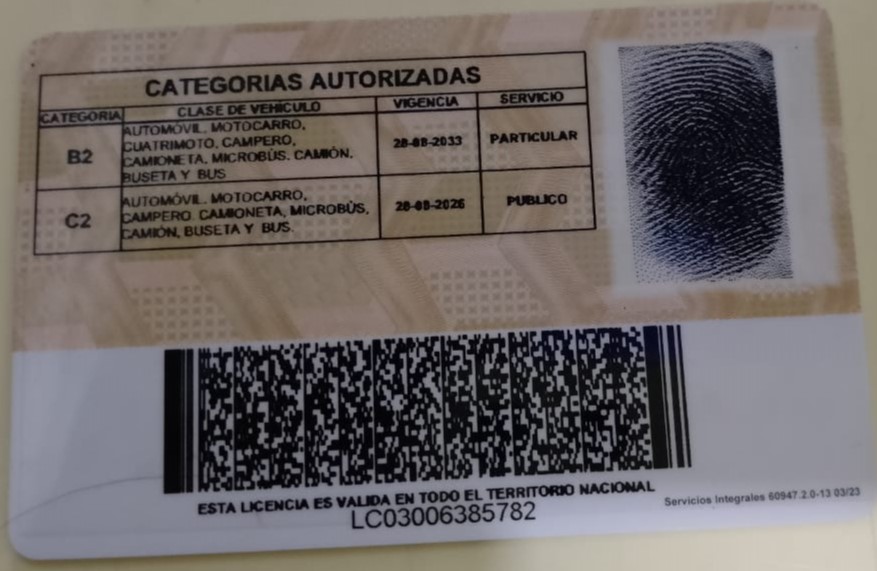 CATEGORIAS AUTORIZADAS
CATEGORIA CLASE DE VEHICULO VIGENCIA SERVICIO
B2
AUTOMÓVIL, MOTOCARRO,
CUATRIMOTO, CAMPERO,
CAMIONETA, MICROBÚS, CAMIÓN,
BUSETA Y BUS
28-08-2033 PARTICULAR
C2
AUTOMÓVIL, MOTOCARRO,
CAMPERO, CAMIONETA, MICROBÚS,
CAMIÓN, BUSETA Y BUS
28-08-2026 PUBLICO
ESTA LICENCIA ES VALIDA EN TODO EL TERRITORIO NACIONAL
LC03006385782
Servicios Integrales 60947.2.0-13 03/23